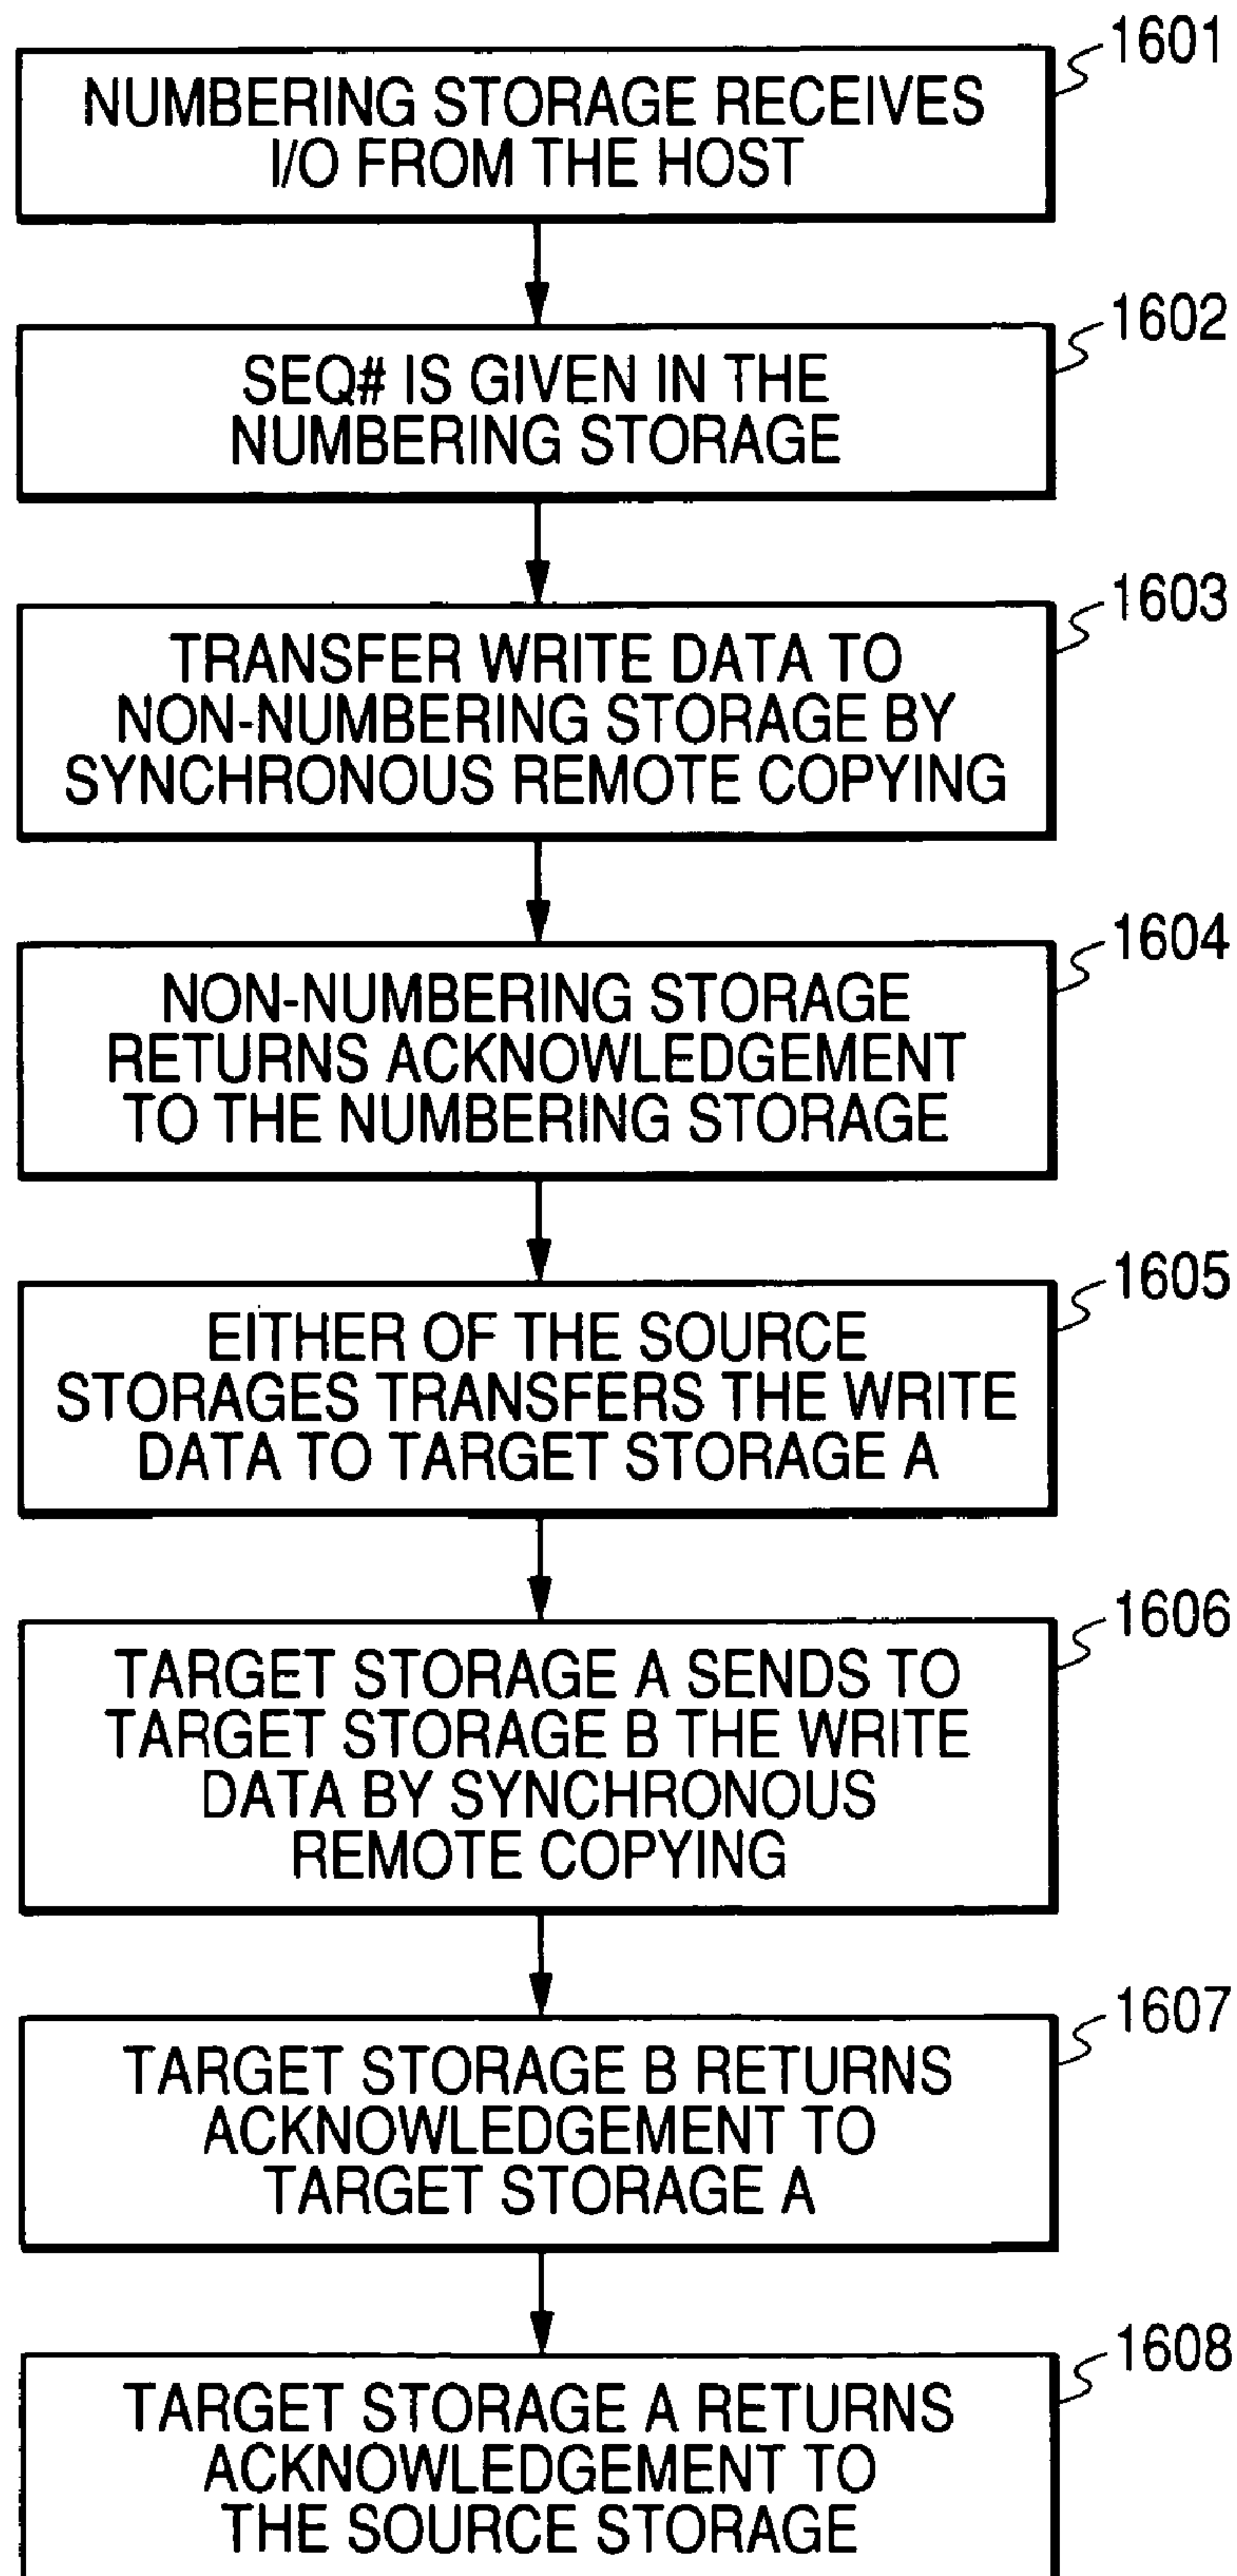 1601
NUMBERING STORAGE RECEIVES
I/O FROM THE HOST
1602
SEQ# IS GIVEN IN THE
NUMBERING STORAGE
1603
TRANSFER WRITE DATA TO
NON-NUMBERING STORAGE BY
SYNCHRONOUS REMOTE COPYING
1604
NON-NUMBERING STORAGE
RETURNS ACKNOWLEDGEMENT
TO THE NUMBERING STORAGE
1605
EITHER OF THE SOURCE
STORAGES TRANSFERS THE WRITE
DATA TO TARGET STORAGE A
1606
TARGET STORAGE A SENDS TO
TARGET STORAGE B THE WRITE
DATA BY SYNCHRONOUS
REMOTE COPYING
1607
TARGET STORAGE B RETURNS
ACKNOWLEDGEMENT TO
TARGET STORAGE A
1608
TARGET STORAGE A RETURNS
ACKNOWLEDGEMENT TO
THE SOURCE STORAGE